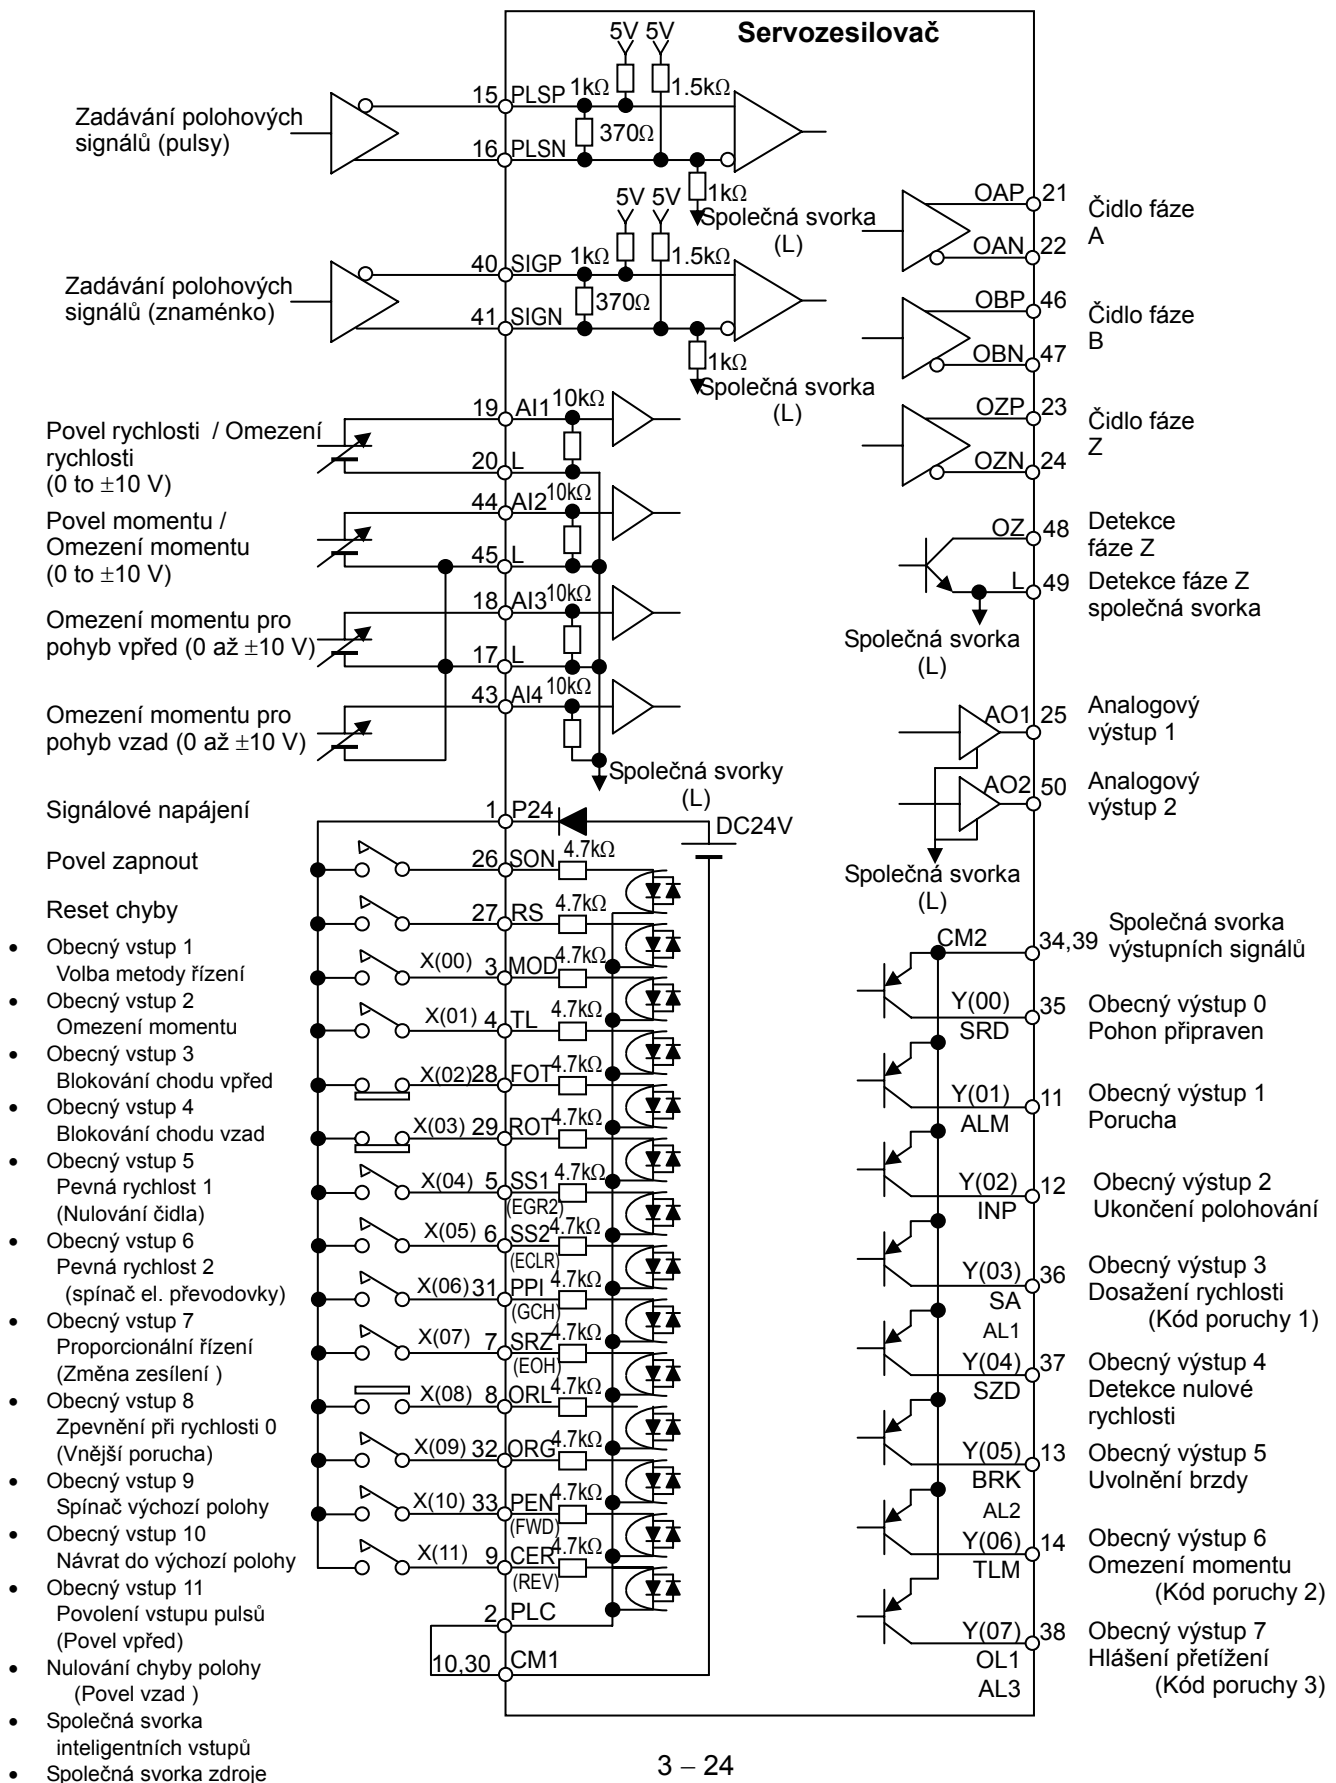 Servozesilovač
5V 5V
Zadávání polohových
signálů (pulsy)
15 PLSP 1kΩ 1.5kΩ
370Ω
16 PLSN
1kΩ
Společná svorka
(L)
5V 5V
Zadávání polohových
signálů (znaménko)
40 SIGP 1kΩ 1.5kΩ
370Ω
41 SIGN
1kΩ
Společná svorka
(L)
Povel rychlosti / Omezení
rychlosti
(0 to ±10 V)
19 AI1 10kΩ
20 L
Povel momentu /
Omezení momentu
(0 to ±10 V)
44 AI2 10kΩ
45 L
Omezení momentu pro
pohyb vpřed (0 až ±10 V)
18 AI3 10kΩ
17 L
Omezení momentu pro
pohyb vzad (0 až ±10 V)
43 AI4 10kΩ
Společná svorky
(L)
Signálové napájení
1 P24
DC24V
Povel zapnout
26 SON 4.7kΩ
Reset chyby
27 RS 4.7kΩ
• Obecný vstup 1
Volba metody řízení
X(00) 3 MOD 4.7kΩ
• Obecný vstup 2
Omezení momentu
X(01) 4 TL 4.7kΩ
• Obecný vstup 3
Blokování chodu vpřed
X(02) 28 FOT 4.7kΩ
• Obecný vstup 4
Blokování chodu vzad
X(03) 29 ROT 4.7kΩ
• Obecný vstup 5
Pevná rychlost 1
(Nulování čidla)
X(04) 5 SS1 4.7kΩ
(EGR2)
• Obecný vstup 6
Pevná rychlost 2
(spínač el. převodovky)
X(05) 6 SS2 4.7kΩ
(ECLR)
• Obecný vstup 7
Proporcionální řízení
(Změna zesílení )
X(06) 31 PPI 4.7kΩ
(GCH)
• Obecný vstup 8
Zpevnění při rychlosti 0
(Vnější porucha)
X(07) 7 SRZ 4.7kΩ
(EOH)
• Obecný vstup 9
Spínač výchozí polohy
X(08) 8 ORL 4.7kΩ
• Obecný vstup 10
Návrat do výchozí polohy
X(09) 32 ORG 4.7kΩ
• Obecný vstup 11
Povolení vstupu pulsů
(Povel vpřed)
X(10) 33 PEN 4.7kΩ
(FWD)
• Nulování chyby polohy
(Povel vzad )
X(11) 9 CER 4.7kΩ
(REV)
• Společná svorka
inteligentních vstupů
2 PLC
• Společná svorka zdroje
10,30 CM1
OAP 21
OAN 22
Čidlo fáze
A
OBP 46
OBN 47
Čidlo fáze
B
OZP 23
OZN 24
Čidlo fáze
Z
OZ 48
Detekce
fáze Z
L 49
Detekce fáze Z
společná svorka
Společná svorka
(L)
AO1 25
Analogový
výstup 1
AO2 50
Analogový
výstup 2
Společná svorka
(L)
CM2 34,39
Společná svorka
výstupních signálů
Y(00) 35
SRD
Obecný výstup 0
Pohon připraven
Y(01) 11
ALM
Obecný výstup 1
Porucha
Y(02) 12
INP
Obecný výstup 2
Ukončení polohování
Y(03) 36
SA
AL1
Obecný výstup 3
Dosažení rychlosti
(Kód poruchy 1)
Y(04) 37
SZD
Obecný výstup 4
Detekce nulové
rychlosti
Y(05) 13
BRK
AL2
Obecný výstup 5
Uvolnění brzdy
Y(06) 14
TLM
Obecný výstup 6
Omezení momentu
(Kód poruchy 2)
Y(07) 38
OL1
AL3
Obecný výstup 7
Hlášení přetížení
(Kód poruchy 3)
3 – 24